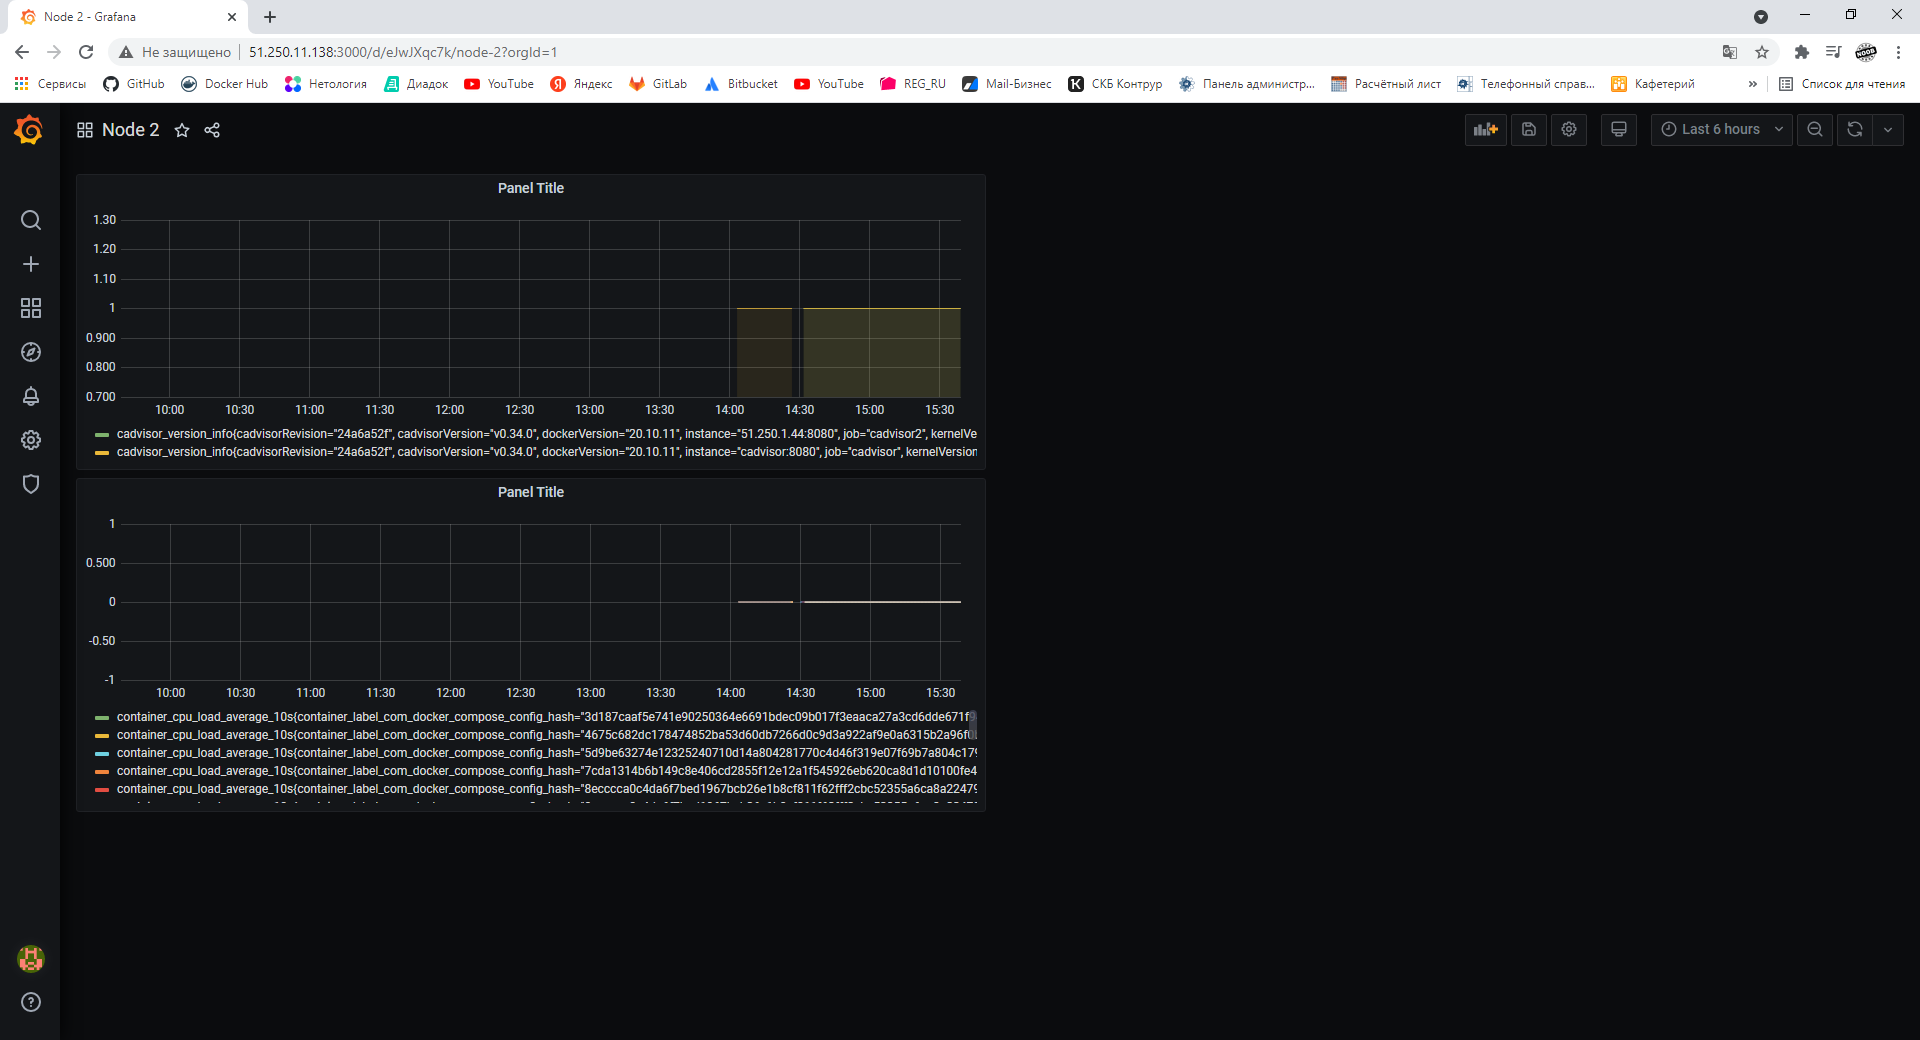 Node 2 - Grafana
Не защищено 51.250.11.138:3000/d/eJwJXqc7k/node-2?orgId=1
Сервисы GitHub Docker Hub Нетология Диадок YouTube Яндекс GitLab Bitbucket YouTube REG_RU Mail-Бизнес СКБ Контур Панель администр... Расчётный лист Телефонный справ... Кафетерий » Список для чтения
Node 2 Last 6 hours
Panel Title
1.30
1.20
1.10
1
0.900
0.800
0.700
10:00 10:30 11:00 11:30 12:00 12:30 13:00 13:30 14:00 14:30 15:00 15:30
cadvisor_version_info{cadvisorRevision="24a6a52f", cadvisorVersion="v0.34.0", dockerVersion="20.10.11", instance="51.250.1.44:8080", job="cadvisor2", kernelVe
cadvisor_version_info{cadvisorRevision="24a6a52f", cadvisorVersion="v0.34.0", dockerVersion="20.10.11", instance="cadvisor:8080", job="cadvisor", kernelVersion
Panel Title
1
0.500
0
-0.50
-1
10:00 10:30 11:00 11:30 12:00 12:30 13:00 13:30 14:00 14:30 15:00 15:30
container_cpu_load_average_10s{container_label_com_docker_compose_config_hash="3d187caaf5e741e90250364e6691bdec09b017f3eaaca27a3cd6dde671f9
container_cpu_load_average_10s{container_label_com_docker_compose_config_hash="4675c682dc178474852ba53d60db7266d0c9d3a922af9e0a6315b2a96f0
container_cpu_load_average_10s{container_label_com_docker_compose_config_hash="5d9be63274e12325240710d14a804281770c4d46f319e07f69b7a804c179
container_cpu_load_average_10s{container_label_com_docker_compose_config_hash="7cda1314b6b149c8e406cd2855f12e12a1f545926eb620ca8d1d10100fe4
container_cpu_load_average_10s{container_label_com_docker_compose_config_hash="8ecccca0c4da6f7bed1967bcb26e1b8cf811f62fff2cbc52355a6ca8a22479